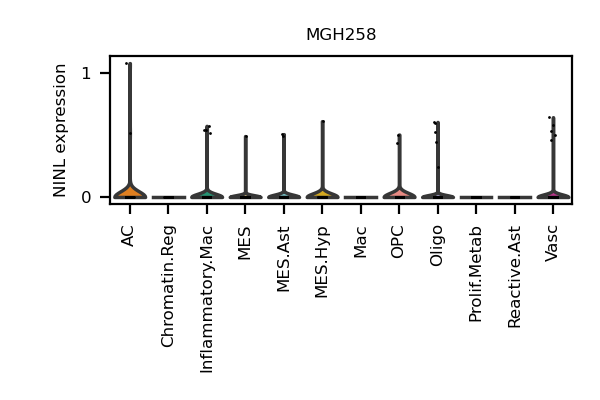 MGH258
NINL expression
1
0
AC
Chromatin.Reg
Inflammatory.Mac
MES
MES.Ast
MES.Hyp
Mac
OPC
Oligo
Prolif.Metab
Reactive.Ast
Vasc